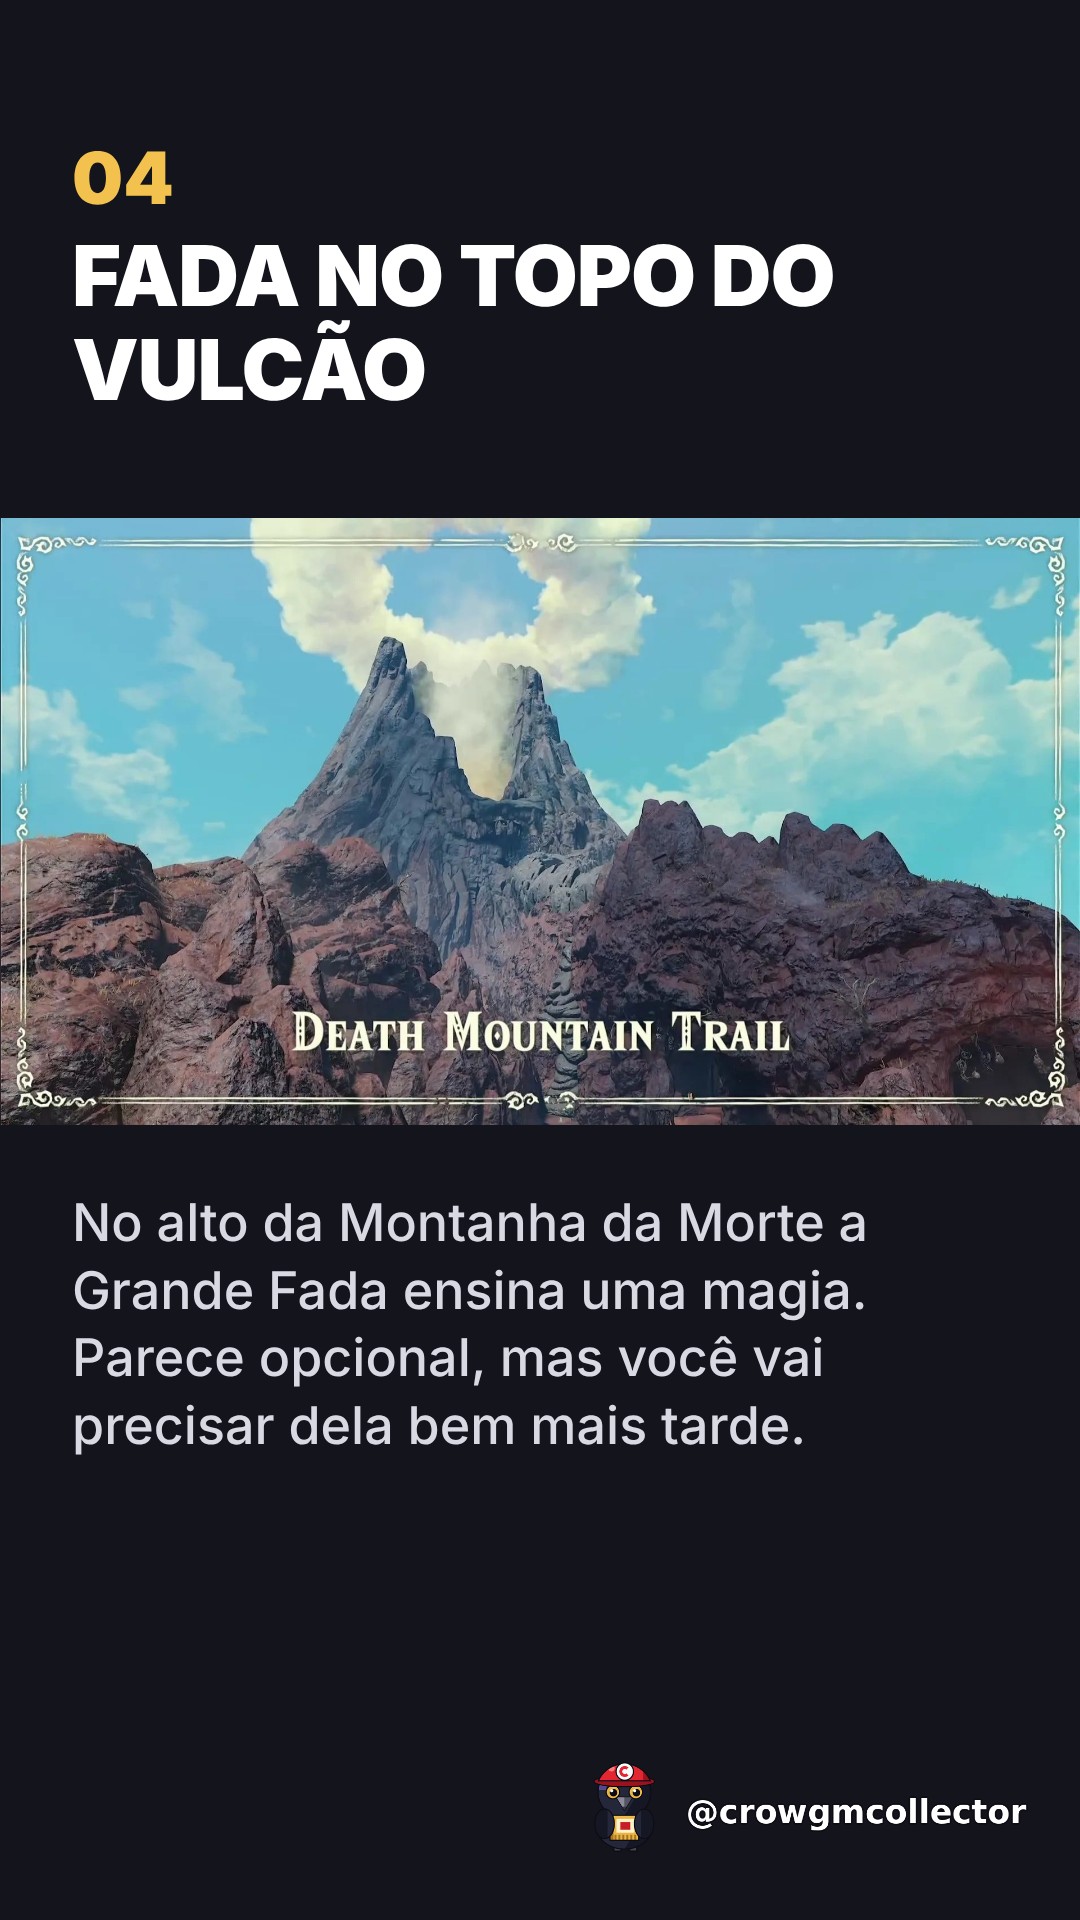 04
FADA NO TOPO DO
VULCÃO
DEATH MOUNTAIN TRAIL
No alto da Montanha da Morte a
Grande Fada ensina uma magia.
Parece opcional, mas você vai
precisar dela bem mais tarde.
C
@crowgmcollector